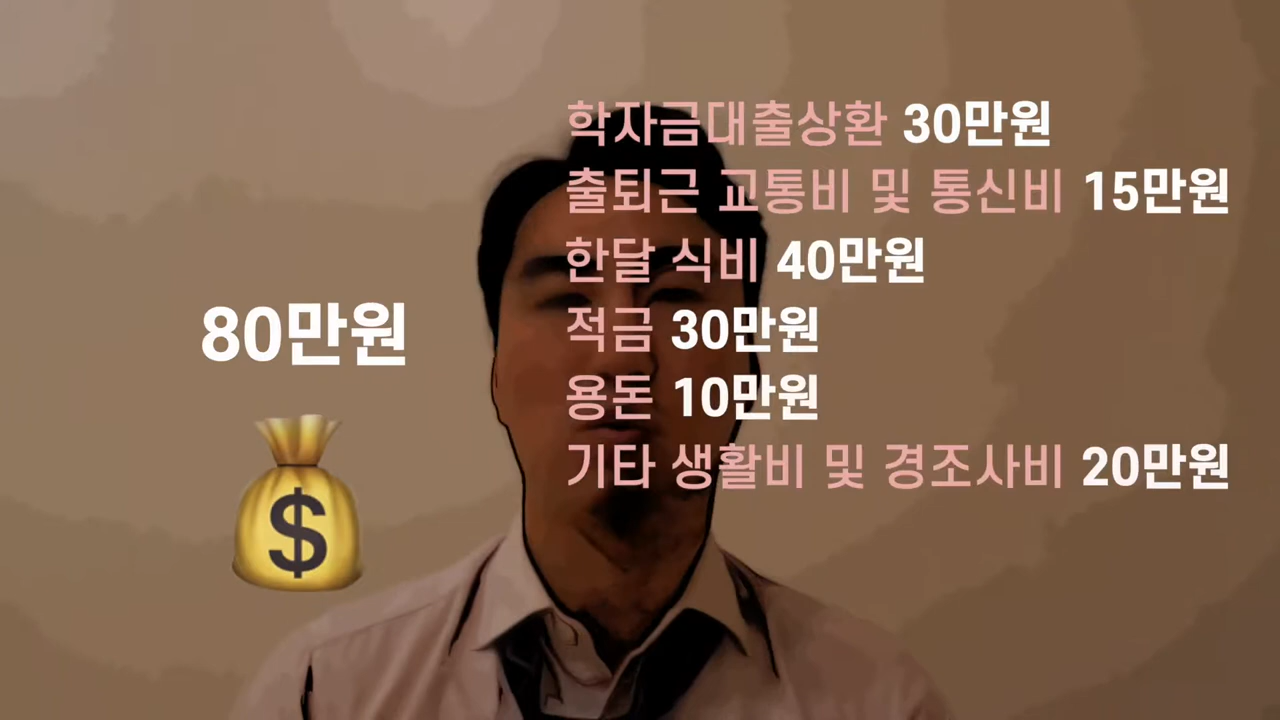 80만원
$
학자금대출상환 30만원
출퇴근 교통비 및 통신비 15만원
한달 식비 40만원
적금 30만원
용돈 10만원
기타 생활비 및 경조사비 20만원